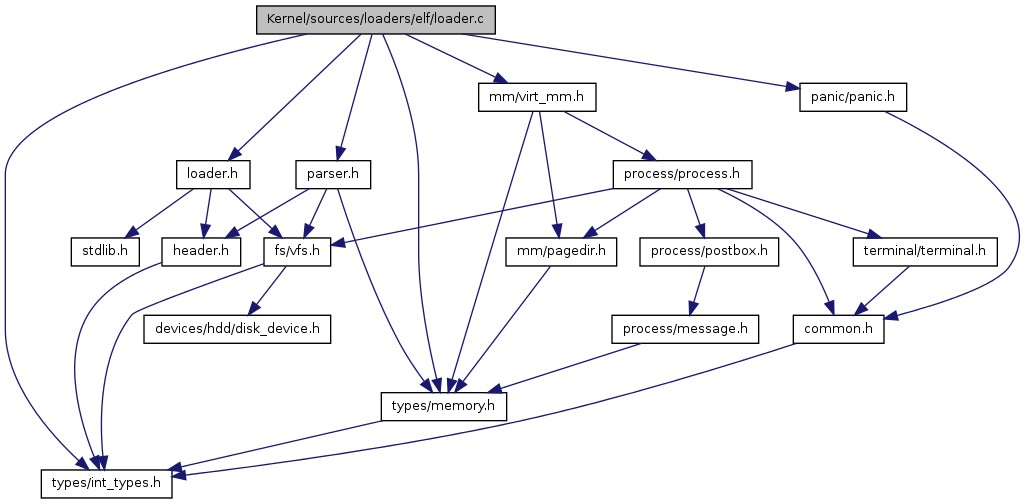 Kernel/sources/loaders/elf/loader.c
mm/virt_mm.h
panic/panic.h
loader.h
parser.h
process/process.h
stdlib.h
header.h
fs/vfs.h
mm/pagedir.h
process/postbox.h
terminal/terminal.h
devices/hdd/disk_device.h
process/message.h
common.h
types/memory.h
types/int_types.h